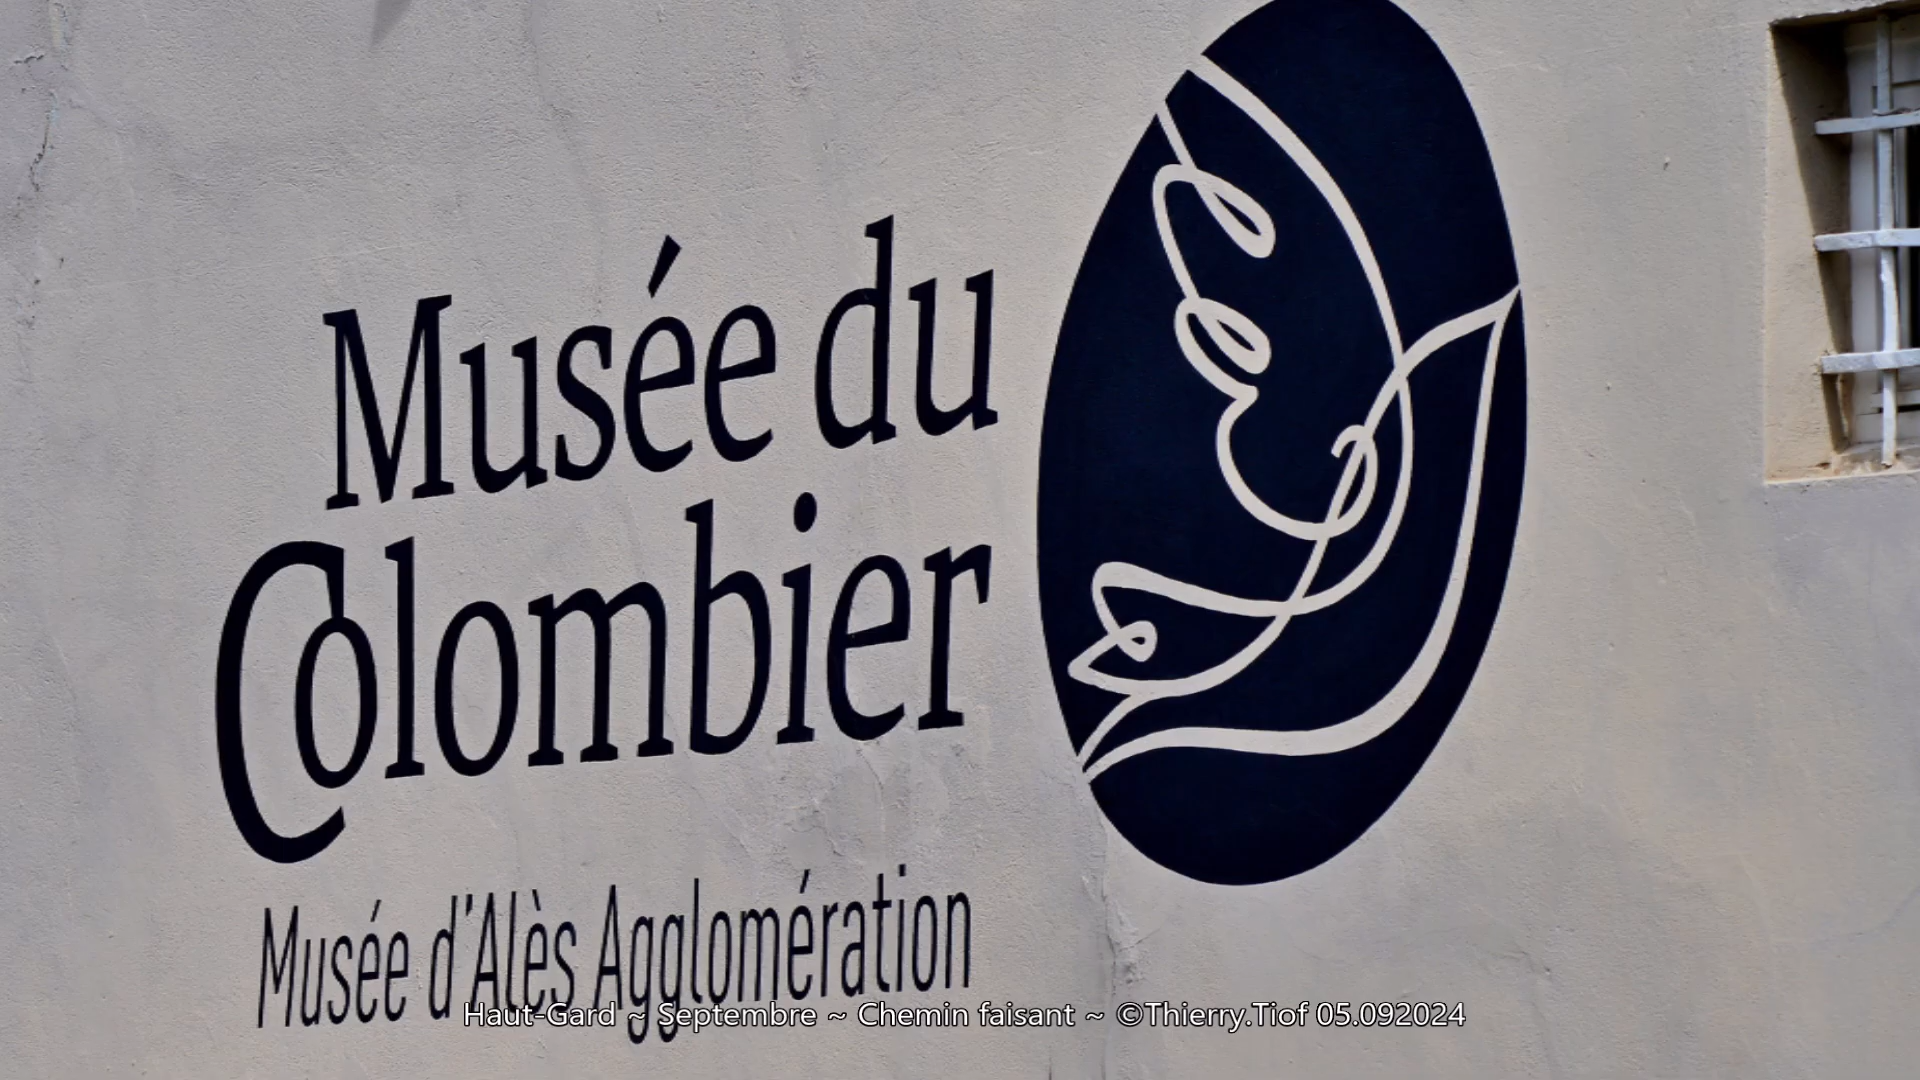 Musée du
Colombier
Musée d'Alès Agglomération
Haut-Gard ~ Septembre ~ Chemin faisant ~ ©Thierry.Tiof 05.092024